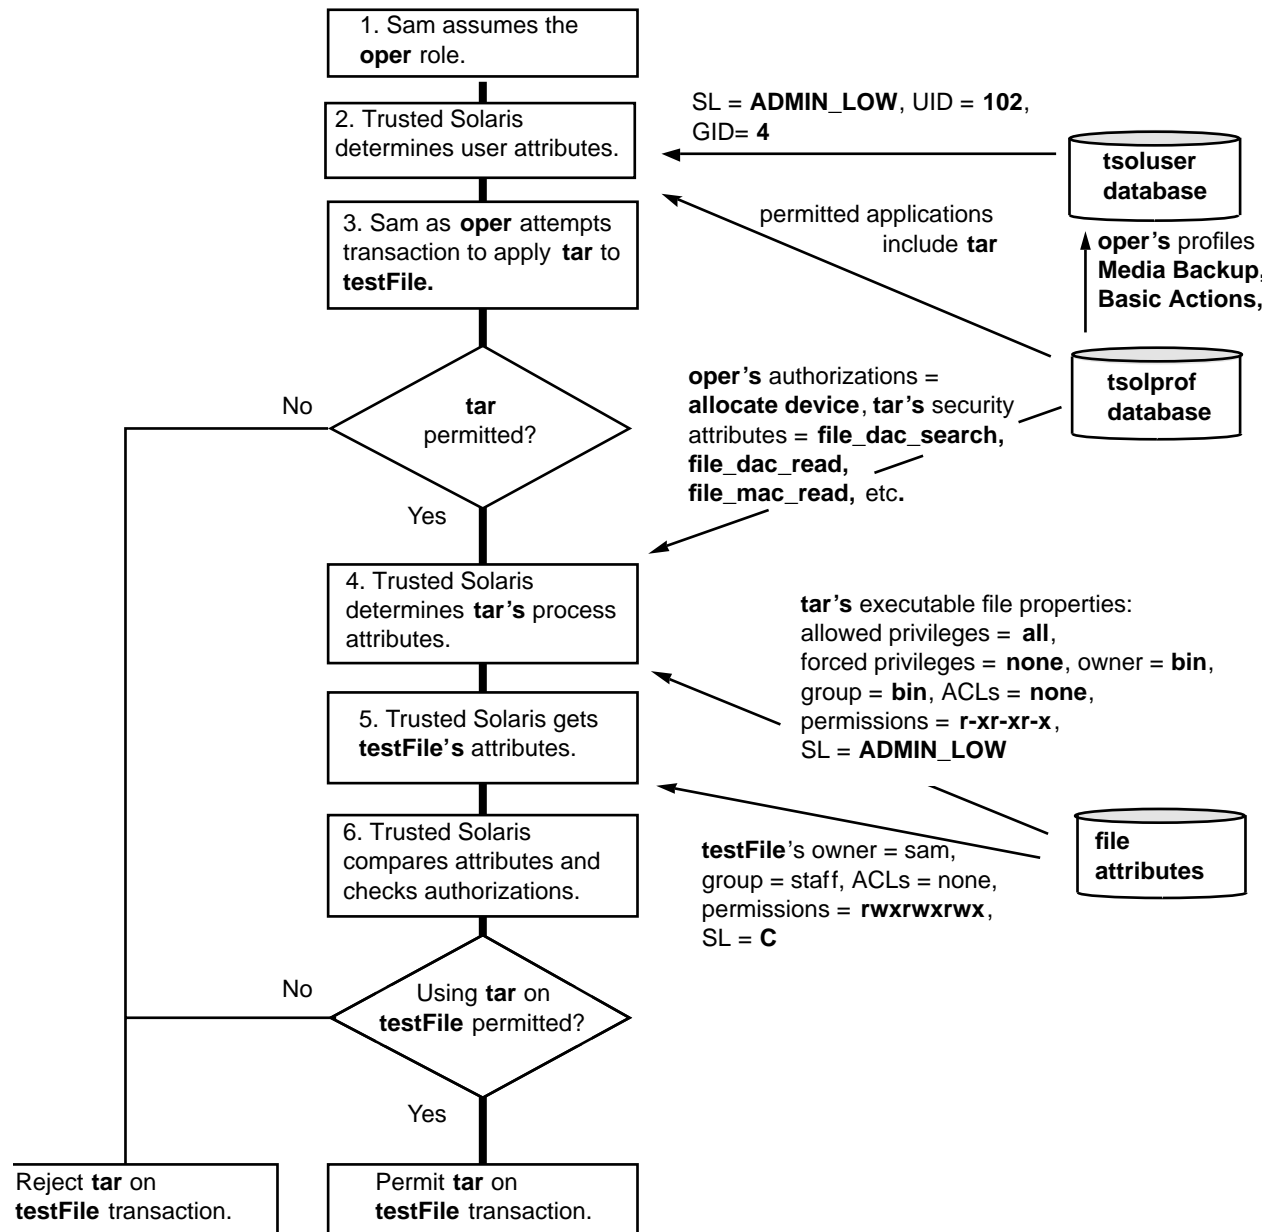 1. Sam assumes the
oper role.
2. Trusted Solaris
determines user attributes.
SL = ADMIN_LOW, UID = 102,
GID= 4
tsoluser
database
3. Sam as oper attempts
transaction to apply tar to
testFile.
permitted applications
include tar
oper's profiles
Media Backup,
Basic Actions,
tsolprof
database
No
tar
permitted?
Yes
oper's authorizations =
allocate device, tar's security
attributes = file_dac_search,
file_dac_read,
file_mac_read, etc.
4. Trusted Solaris
determines tar's process
attributes.
tar's executable file properties:
allowed privileges = all,
forced privileges = none, owner = bin,
group = bin, ACLs = none,
permissions = r-xr-xr-x,
SL = ADMIN_LOW
5. Trusted Solaris gets
testFile's attributes.
file
attributes
6. Trusted Solaris
compares attributes and
checks authorizations.
testFile's owner = sam,
group = staff, ACLs = none,
permissions = rwxrwxrwx,
SL = C
No
Using tar on
testFile permitted?
Yes
Reject tar on
testFile transaction.
Permit tar on
testFile transaction.